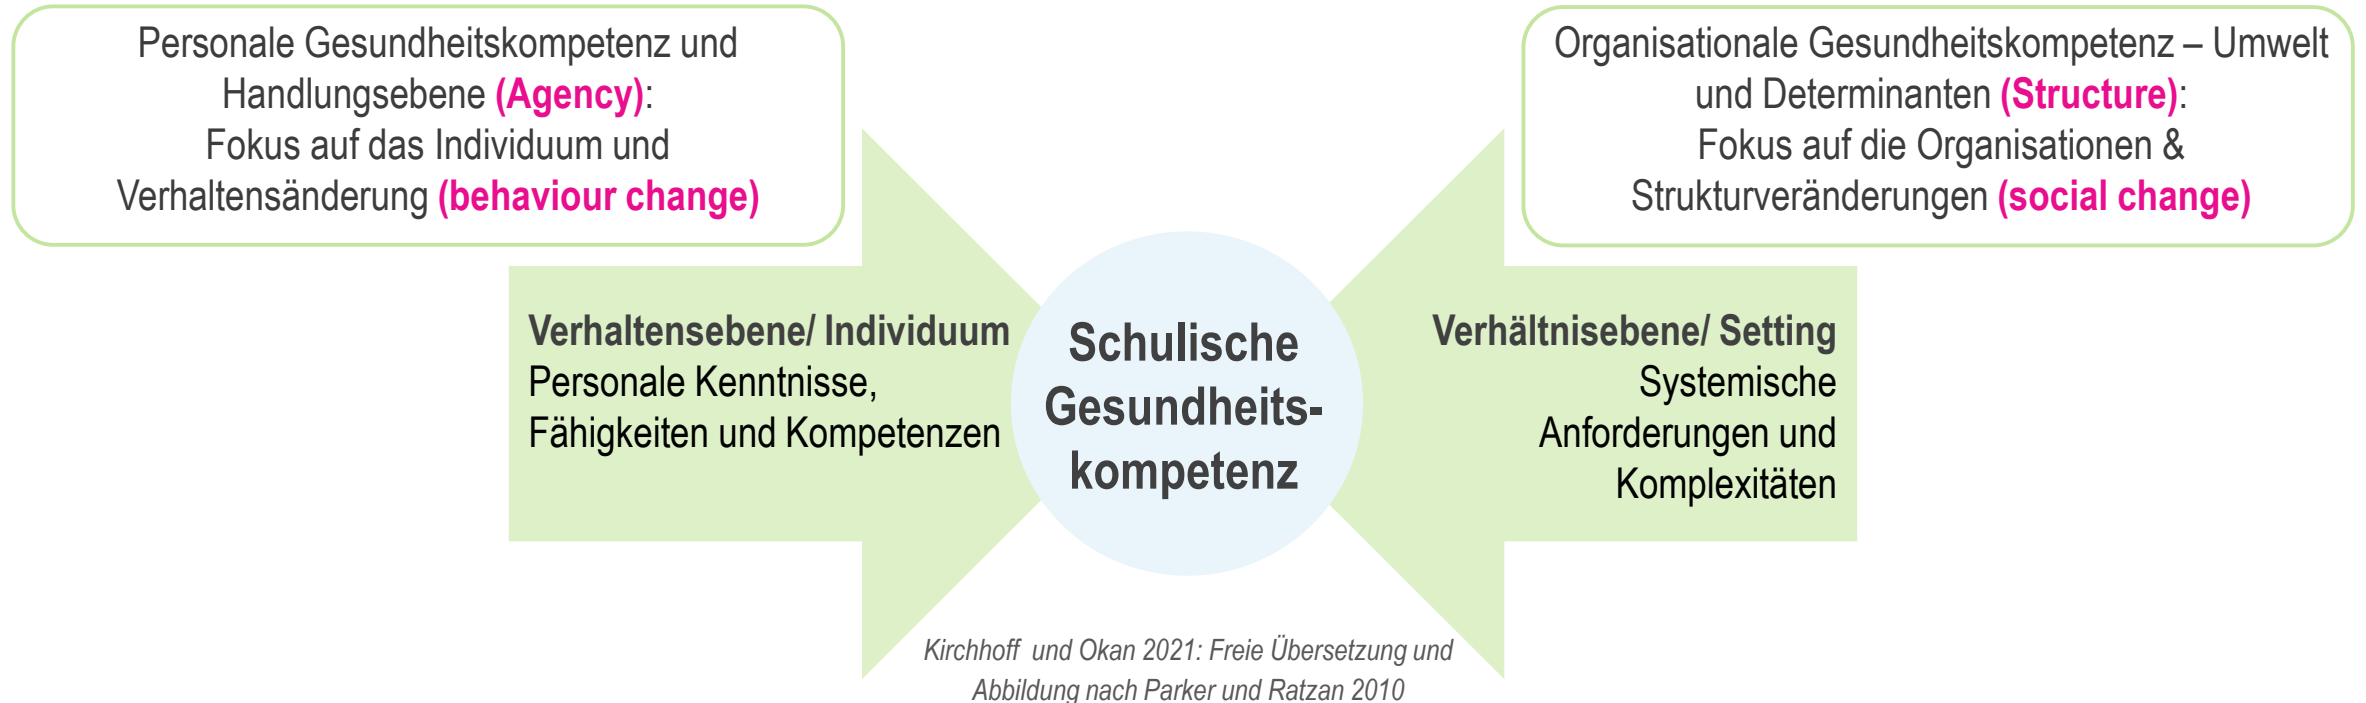 Personale Gesundheitskompetenz und
Handlungsebene (Agency):
Fokus auf das Individuum und
Verhaltensänderung (behaviour change)
Organisationale Gesundheitskompetenz – Umwelt
und Determinanten (Structure):
Fokus auf die Organisationen &
Strukturveränderungen (social change)
Verhaltensebene/ Individuum
Personale Kenntnisse,
Fähigkeiten und Kompetenzen
Schulische
Gesundheits-
kompetenz
Verhältnisebene/ Setting
Systemische
Anforderungen und
Komplexitäten
Kirchhoff und Okan 2021: Freie Übersetzung und
Abbildung nach Parker und Ratzan 2010